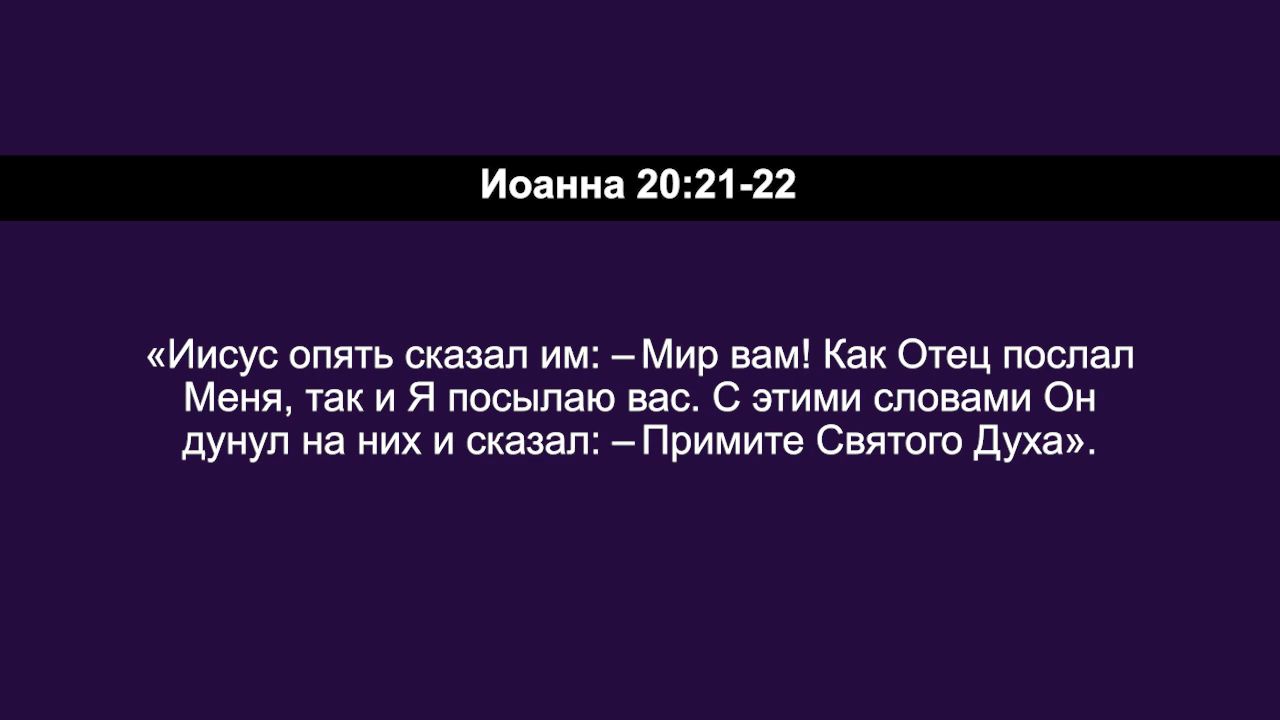 Иоанна 20:21-22
«Иисус опять сказал им: – Мир вам! Как Отец послал
Меня, так и Я посылаю вас. С этими словами Он
дунул на них и сказал: – Примите Святого Духа».